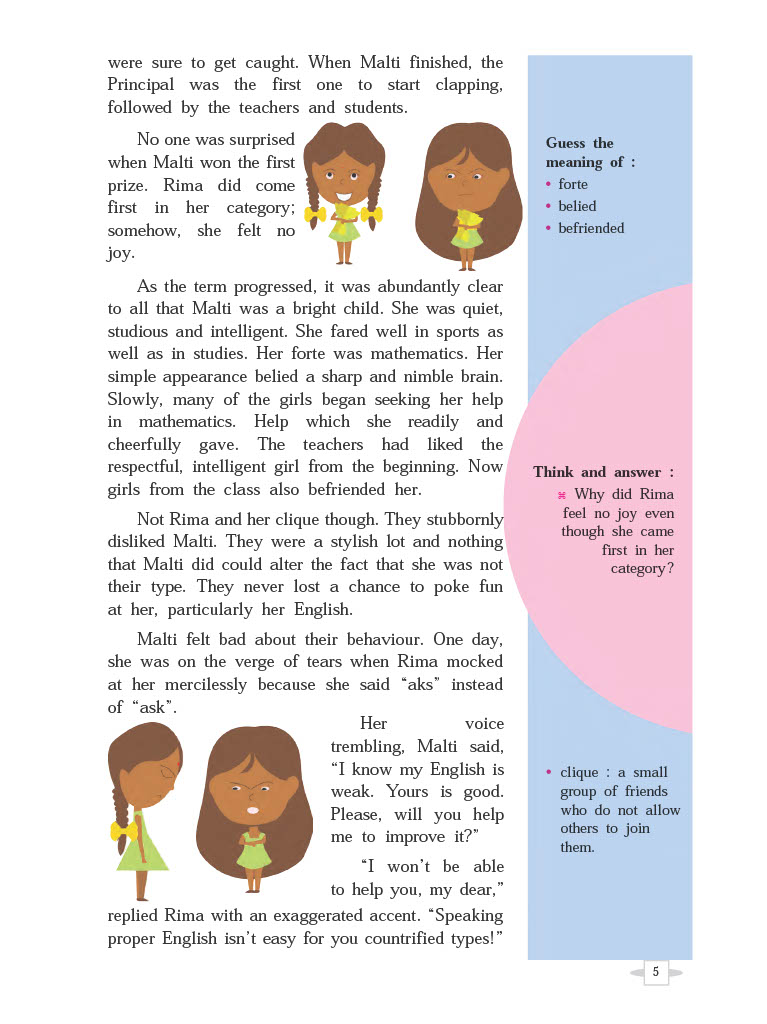 were sure to get caught. When Malti finished, the
Principal was the first one to start clapping,
followed by the teachers and students.
No one was surprised
when Malti won the first
prize. Rima did come
first in her category;
somehow, she felt no
joy.
As the term progressed, it was abundantly clear
to all that Malti was a bright child. She was quiet,
studious and intelligent. She fared well in sports as
well as in studies. Her forte was mathematics. Her
simple appearance belied a sharp and nimble brain.
Slowly, many of the girls began seeking her help
in mathematics. Help which she readily and
cheerfully gave. The teachers had liked the
respectful, intelligent girl from the beginning. Now
girls from the class also befriended her.
Not Rima and her clique though. They stubbornly
disliked Malti. They were a stylish lot and nothing
that Malti did could alter the fact that she was not
their type. They never lost a chance to poke fun
at her, particularly her English.
Malti felt bad about their behaviour. One day,
she was on the verge of tears when Rima mocked
at her mercilessly because she said “aks” instead
of “ask”.
Her voice
trembling, Malti said,
“I know my English is
weak. Yours is good.
Please, will you help
me to improve it?”
“I won’t be able
to help you, my dear,”
replied Rima with an exaggerated accent. “Speaking
proper English isn’t easy for you countrified types!”
Guess the
meaning of :
• forte
• belied
• befriended
Think and answer :
⌘ Why did Rima
feel no joy even
though she came
first in her
category?
• clique : a small
group of friends
who do not allow
others to join
them.
5